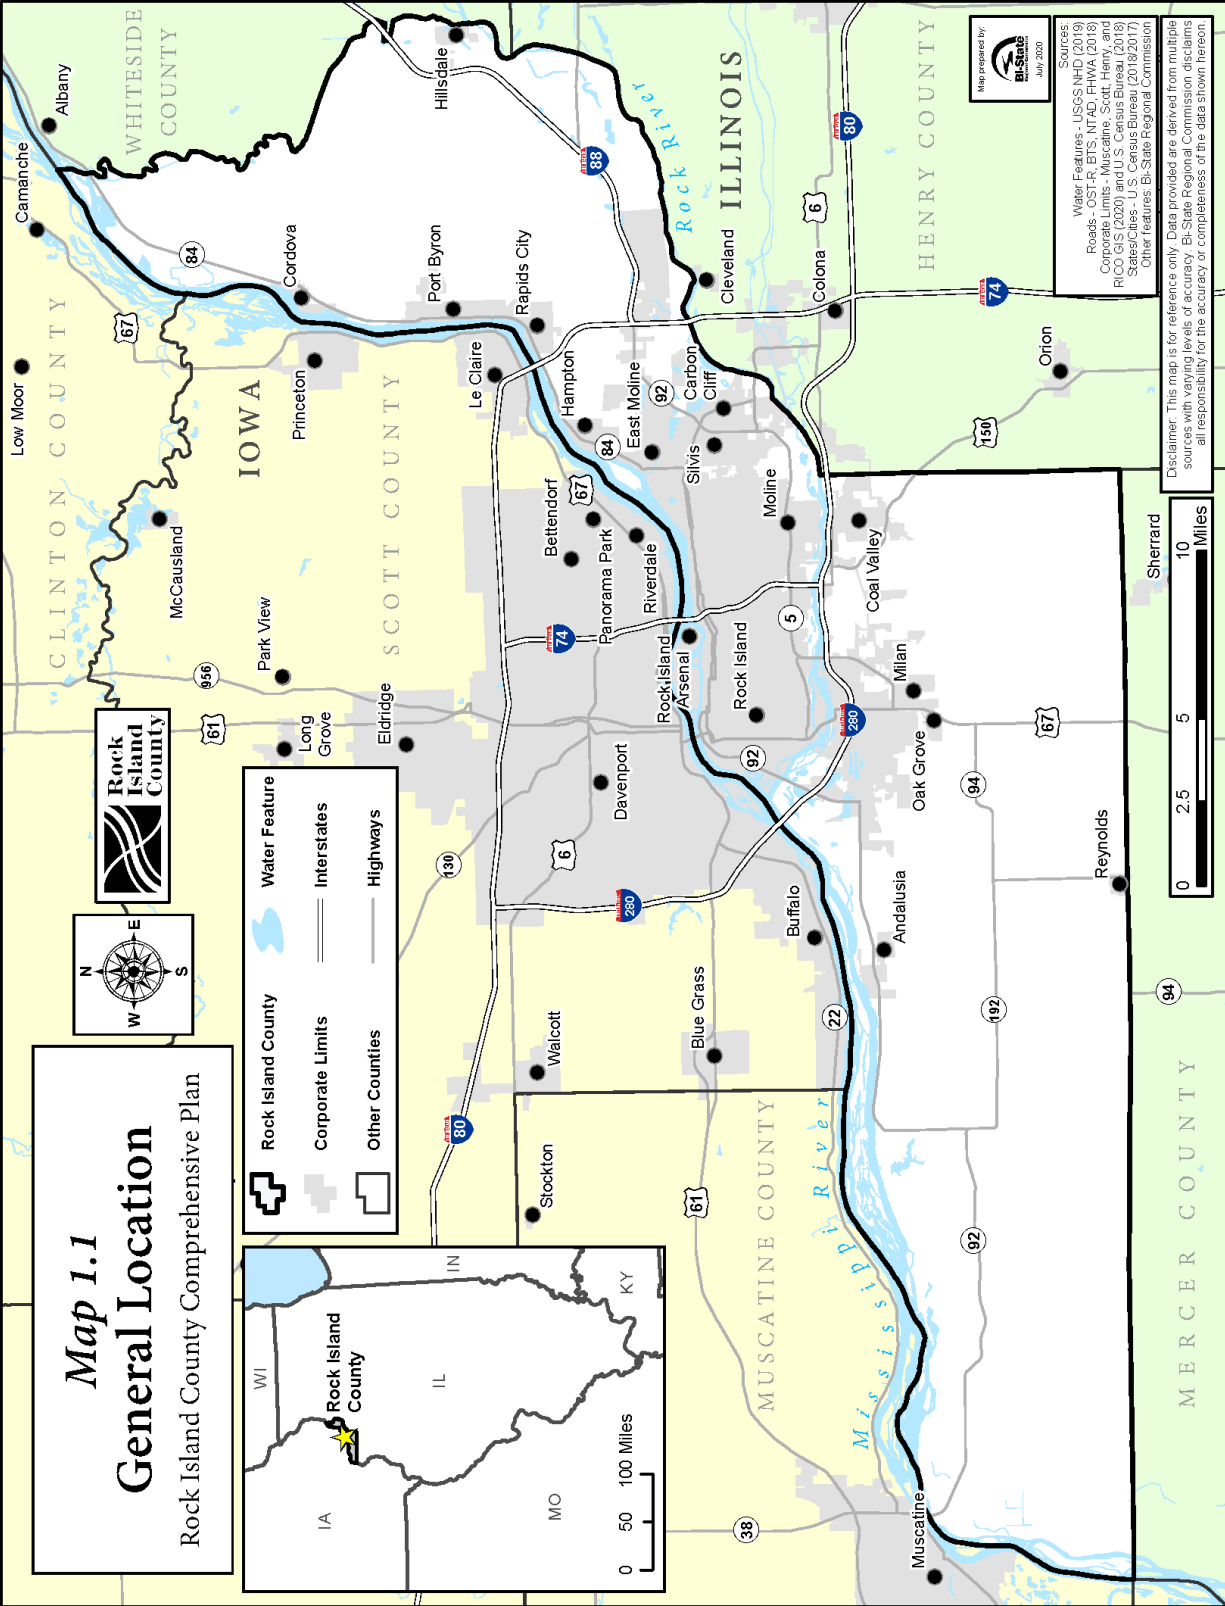 Map 1.1
General Location
Rock Island County Comprehensive Plan
N
W
E
S
Rock
Island
County
Rock Island County
Water Feature
Corporate Limits
Interstates
Other Counties
Highways
WI
IA
IL
IN
MO
KY
Rock Island
County
0
50
100 Miles
CLINTON COUNTY
Low Moor
Camanche
Albany
WHITESIDE
COUNTY
McCausland
IOWA
67
84
Cordova
Princeton
956
Park View
61
Long
Grove
Eldridge
SCOTT COUNTY
Port Byron
Rapids City
Le Claire
Hillsdale
88
Rock River
ILLINOIS
130
80
Walcott
Stockton
6
74
Bettendorf
67
Panorama Park
Riverdale
Hampton
84
East Moline
92
Carbon
Cliff
Silvis
Cleveland
Colona
6
80
HENRY COUNTY
74
280
Davenport
Rock Island
Arsenal
Rock Island
5
Moline
Coal Valley
150
Orion
Blue Grass
61
Buffalo
92
280
Milan
Oak Grove
67
94
Andalusia
22
192
Reynolds
Sherrard
94
MUSCATINE COUNTY
Mississippi River
92
38
Muscatine
MERCER COUNTY
0
2.5
5
10
Miles
Map prepared by:
Bi-State
July 2020
Sources:
Water Features - USGS NHD (2019)
Roads - OST-R, BTS, NTAD, FHWA (2018)
Corporate Limits - Muscatine, Scott, Henry, and
RICO GIS (2020) and U.S. Census Bureau (2018)
States/Cities - U.S. Census Bureau (2018/2017)
Other features: Bi-State Regional Commission
Disclaimer: This map is for reference only. Data provided are derived from multiple
sources with varying levels of accuracy. Bi-State Regional Commission disclaims
all responsibility for the accuracy or completeness of the data shown hereon.